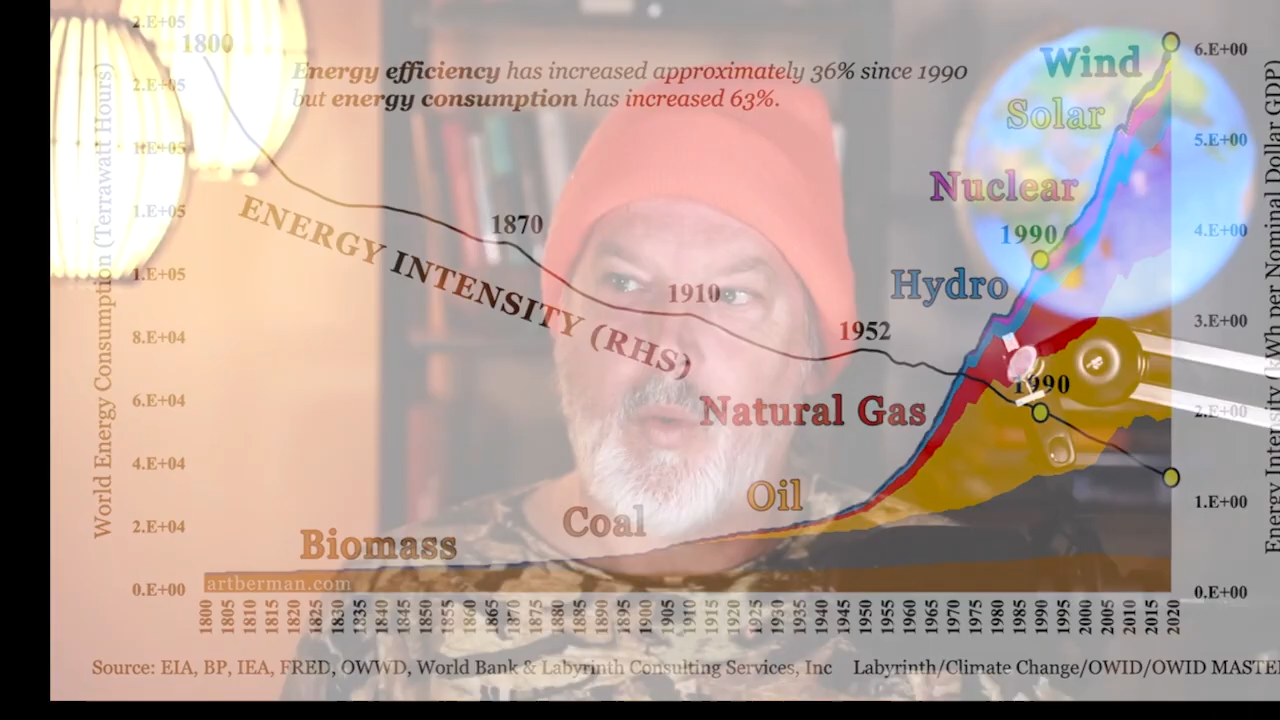 2.E+05
1800
Energy efficiency has increased approximately 36% since 1990
but energy consumption has increased 63%.
Wind
6.E+00
2.E+05
Solar
1.E+05
5.E+00
Nuclear
1.E+05
ENERGY INTENSITY (RHS)
1870
1990
4.E+00
1.E+05
Hydro
1910
8.E+04
1952
3.E+00
1990
6.E+04
Natural Gas
2.E+00
4.E+04
Oil
1.E+00
2.E+04
Coal
Biomass
0.E+00
artberman.com
0.E+00
World Energy Consumption (Terrawatt Hours)
Energy Intensity (kWh per Nominal Dollar GDP)
1800 1805 1810 1815 1820 1825 1830 1835 1840 1845 1850 1855 1860 1865 1870 1875 1880 1885 1890 1895 1900 1905 1910 1915 1920 1925 1930 1935 1940 1945 1950 1955 1960 1965 1970 1975 1980 1985 1990 1995 2000 2005 2010 2015 2020
Source: EIA, BP, IEA, FRED, OWWD, World Bank & Labyrinth Consulting Services, Inc Labyrinth/Climate Change/OWID/OWID MASTE